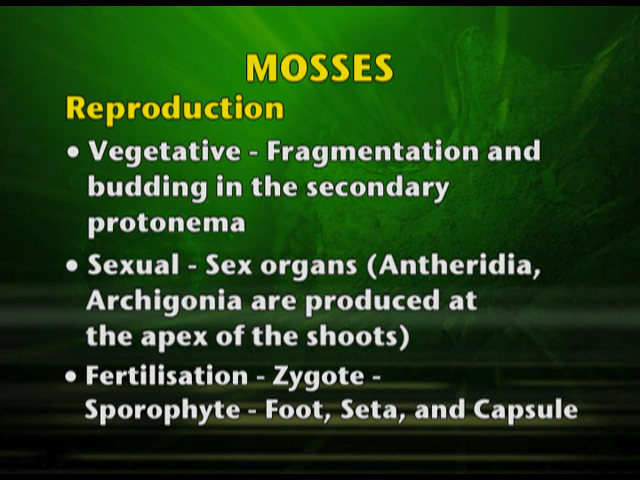 MOSSES
Reproduction
• Vegetative - Fragmentation and
budding in the secondary
protonema
• Sexual - Sex organs (Antheridia,
Archigonia are produced at
the apex of the shoots)
• Fertilisation - Zygote -
Sporophyte - Foot, Seta, and Capsule